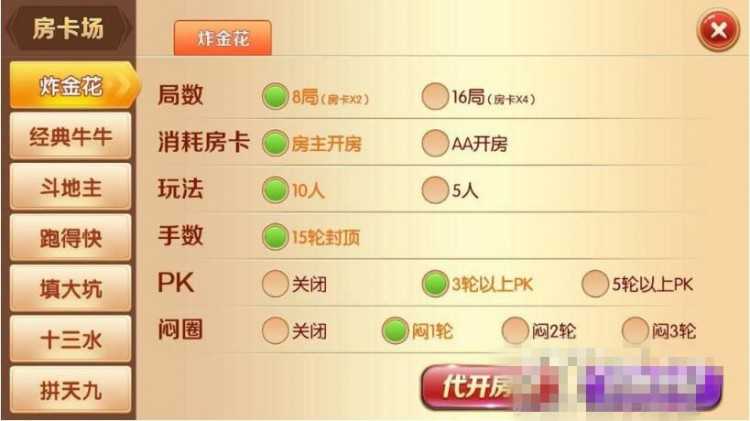 房卡场
炸金花
炸金花
经典牛牛
斗地主
跑得快
填大坑
十三水
拼天九
局数 8局(房卡X2) 16局(房卡X4)
消耗房卡 房主开房 AA开房
玩法 10人 5人
手数 15轮封顶
PK 关闭 3轮以上PK 5轮以上PK
闷圈 关闭 闷1轮 闷2轮 闷3轮
代开房